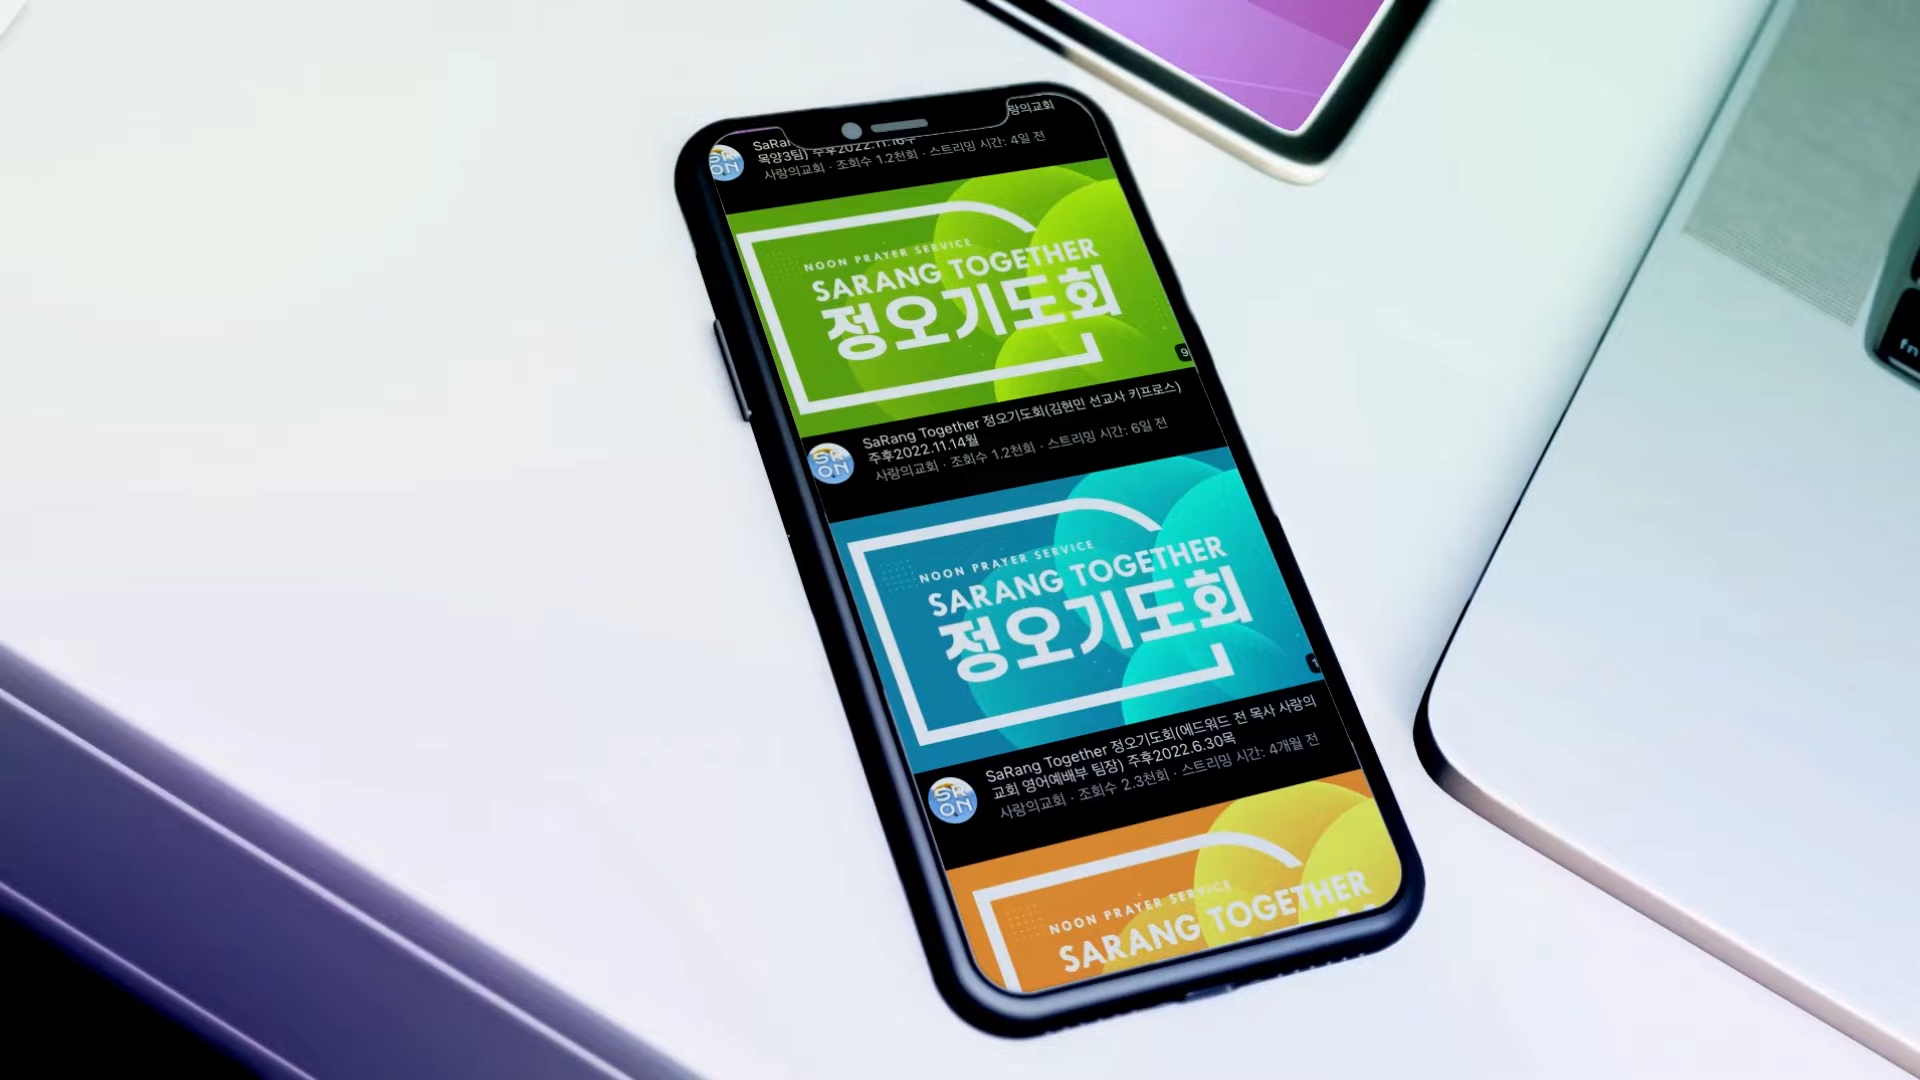 랑의교회
목양3팀) 주후2022.11.16수
사랑의교회 · 조회수 1.2천회 · 스트리밍 시간: 4일 전
NOON PRAYER SERVICE
SARANG TOGETHER
정오기도회
9
SR
ON
SaRang Together 정오기도회(김현민 선교사 키프로스)
주후2022.11.14월
사랑의교회 · 조회수 1.2천회 · 스트리밍 시간: 6일 전
NOON PRAYER SERVICE
SARANG TOGETHER
정오기도회
1
SR
ON
SaRang Together 정오기도회(에드워드 전 목사 사랑의
교회 영어예배부 팀장) 주후2022.6.30목
사랑의교회 · 조회수 2.3천회 · 스트리밍 시간: 4개월 전
NOON PRAYER SERVICE
SARANG TOGETHER
fn